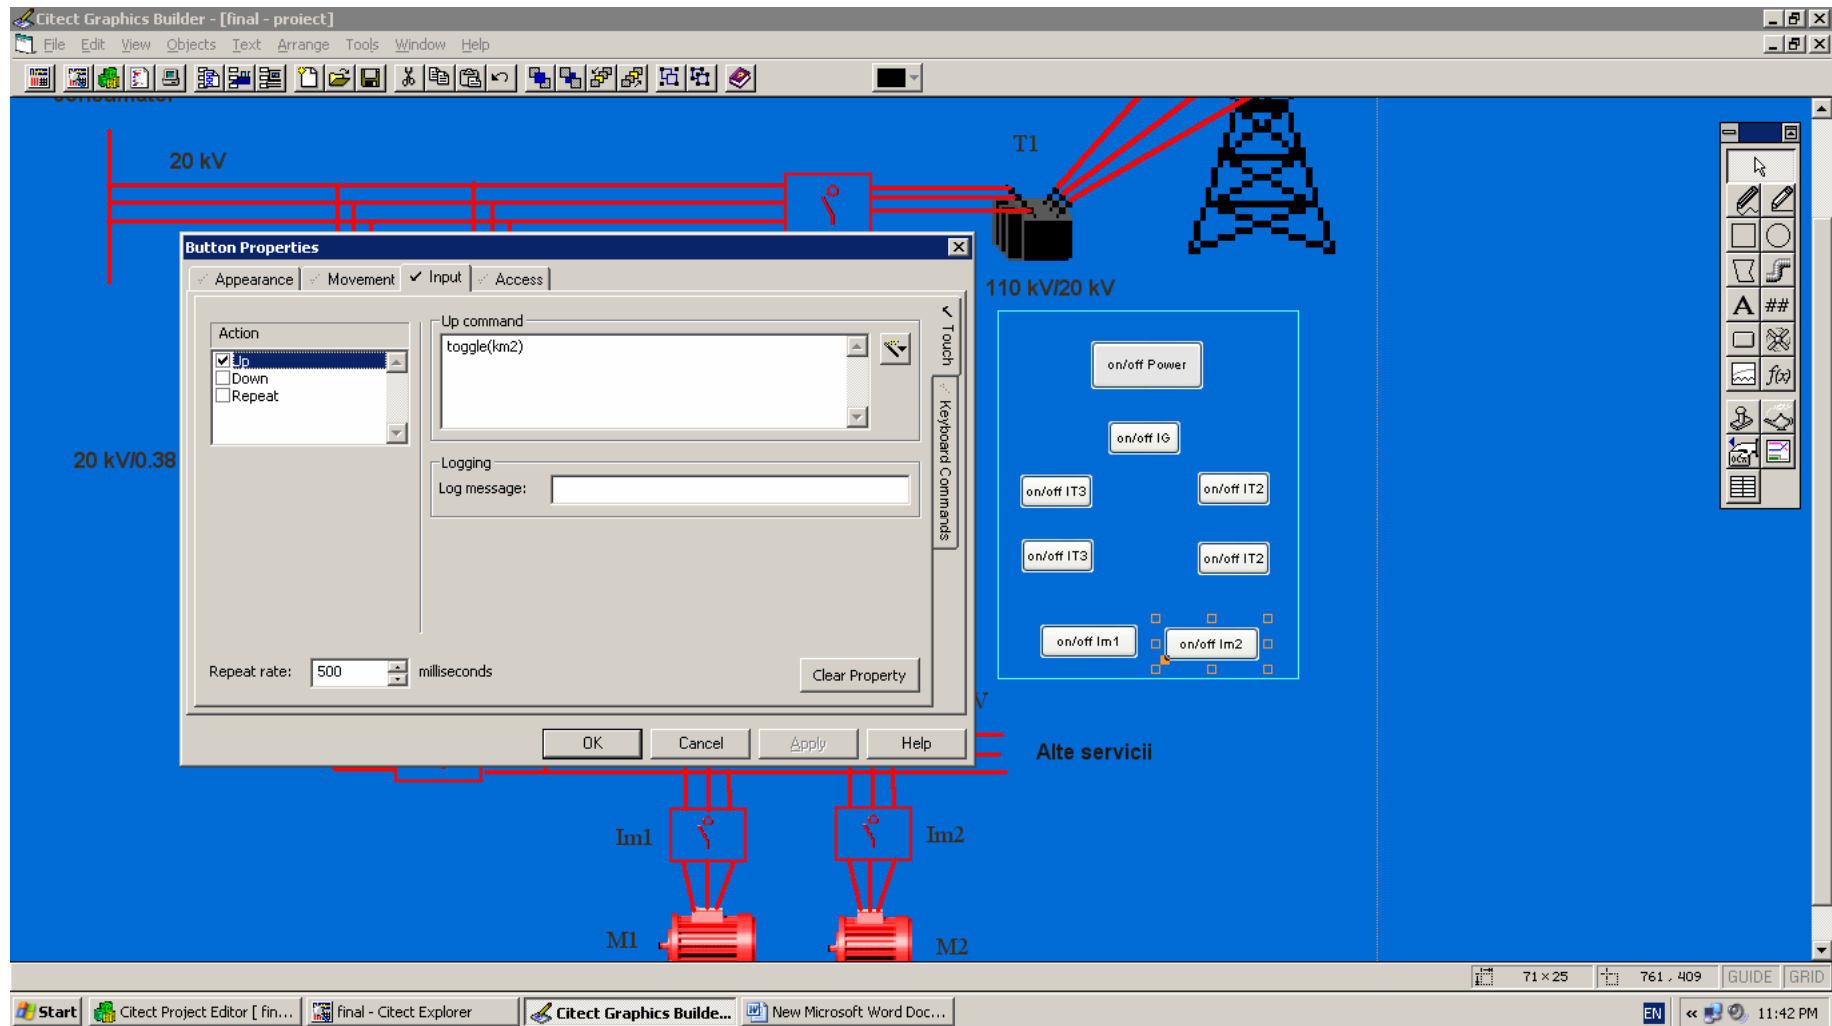 Citect Graphics Builder - [final - proiect]
File Edit View Objects Text Arrange Tools Window Help
consumator
20 kV
T1
110 kV/20 kV
Button Properties
Appearance Movement Input Access
Action
Up
Down
Repeat
Up command
toggle(km2)
Touch
Keyboard Commands
Logging
Log message:
Repeat rate: 500 milliseconds
Clear Property
OK Cancel Apply Help
20 kV/0.38
V
on/off Power
on/off IG
on/off IT3 on/off IT2
on/off IT3 on/off IT2
on/off Im1 on/off Im2
Alte servicii
Im1 Im2
M1 M2
A ##
f(x)
71×25 761 , 409 GUIDE GRID
Start Citect Project Editor [ fin... final - Citect Explorer Citect Graphics Builde... New Microsoft Word Doc... EN « 11:42 PM